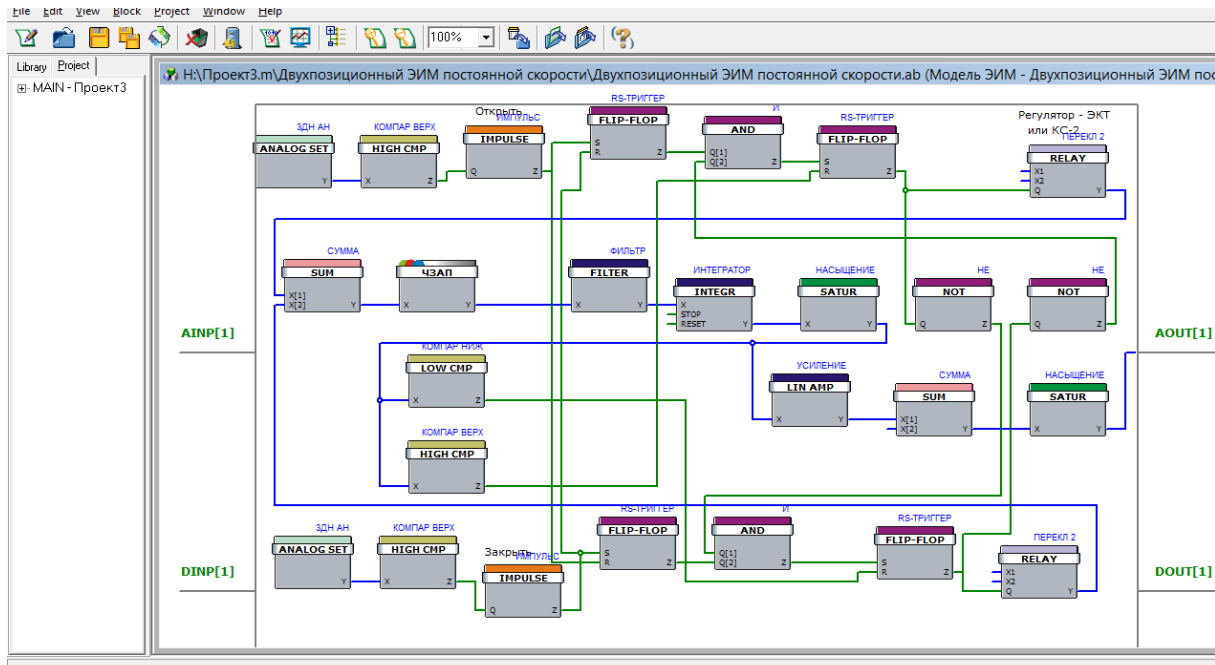 File Edit View Block Project Window Help
100%
Library Project
MAIN - Проект3
H:\Проект3.m\Двухпозиционный ЭИМ постоянной скорости\Двухпозиционный ЭИМ постоянной скорости.ab (Модель ЭИМ - Двухпозиционный ЭИМ пос
RS-ТРИГГЕР
Открыть
ИМПУЛЬС
FLIP-FLOP
И
RS-ТРИГГЕР
Регулятор - ЭКТ
или КС-2
ПЕРЕКЛ 2
ЗДН АН
КОМПАР ВЕРХ
ANALOG SET
HIGH CMP
IMPULSE
AND
FLIP-FLOP
RELAY
Y X Z Q Z S R Z Q[1] Q[2] Z S R Z X1 X2 Q Y
СУММА
ФИЛЬТР
ИНТЕГРАТОР
НАСЫЩЕНИЕ
НЕ
НЕ
SUM
ЧЗАП
FILTER
INTEGR
SATUR
NOT
NOT
X[1] X[2] Y X Y X Y X STOP RESET Y X Y Q Z Q Z
AINP[1]
AOUT[1]
КОМПАР НИЖ
LOW CMP
X Z
УСИЛЕНИЕ
СУММА
НАСЫЩЕНИЕ
LIN AMP
SUM
SATUR
X Y X[1] X[2] Y X Y
КОМПАР ВЕРХ
HIGH CMP
X Z
RS-ТРИГГЕР
И
RS-ТРИГГЕР
ЗДН АН
КОМПАР ВЕРХ
FLIP-FLOP
AND
FLIP-FLOP
ПЕРЕКЛ 2
ANALOG SET
HIGH CMP
Закрыть
ИМПУЛЬС
RELAY
IMPULSE
Y X Z Q Z S R Z Q[1] Q[2] Z S R Z X1 X2 Q Y
DINP[1]
DOUT[1]